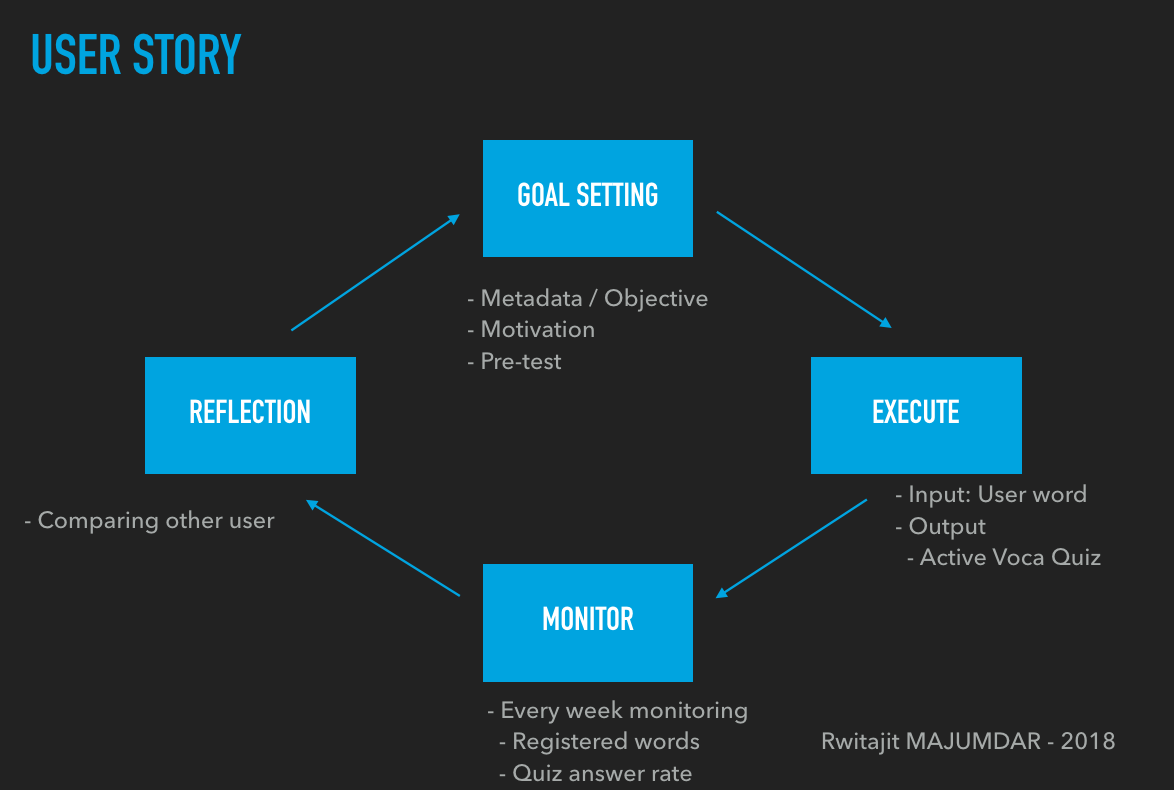 USER STORY
GOAL SETTING
- Metadata / Objective
- Motivation
- Pre-test
REFLECTION
- Comparing other user
EXECUTE
- Input: User word
- Output
- Active Voca Quiz
MONITOR
- Every week monitoring
- Registered words
- Quiz answer rate
Rwitajit MAJUMDAR - 2018